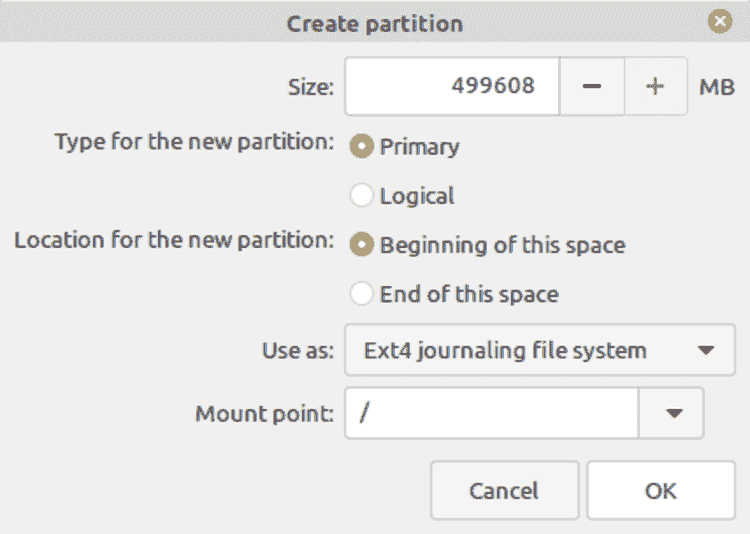 Create partition
Size: 499608 − + MB
Type for the new partition: Primary
Logical
Location for the new partition: Beginning of this space
End of this space
Use as: Ext4 journaling file system
Mount point: /
Cancel OK